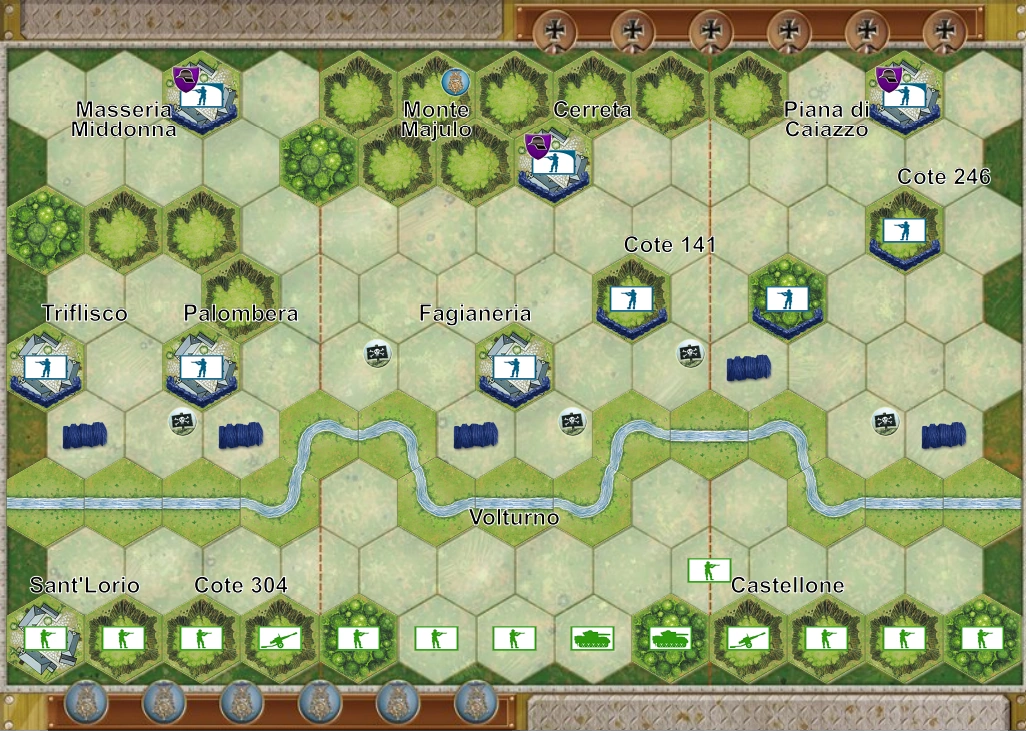 Masseria
Middonna
Monte
Majulo
Cerreta
Piana di
Caiazzo
Cote 246
Cote 141
Triflisco
Palombera
Fagianeria
Volturno
Sant'Lorio
Cote 304
Castellone